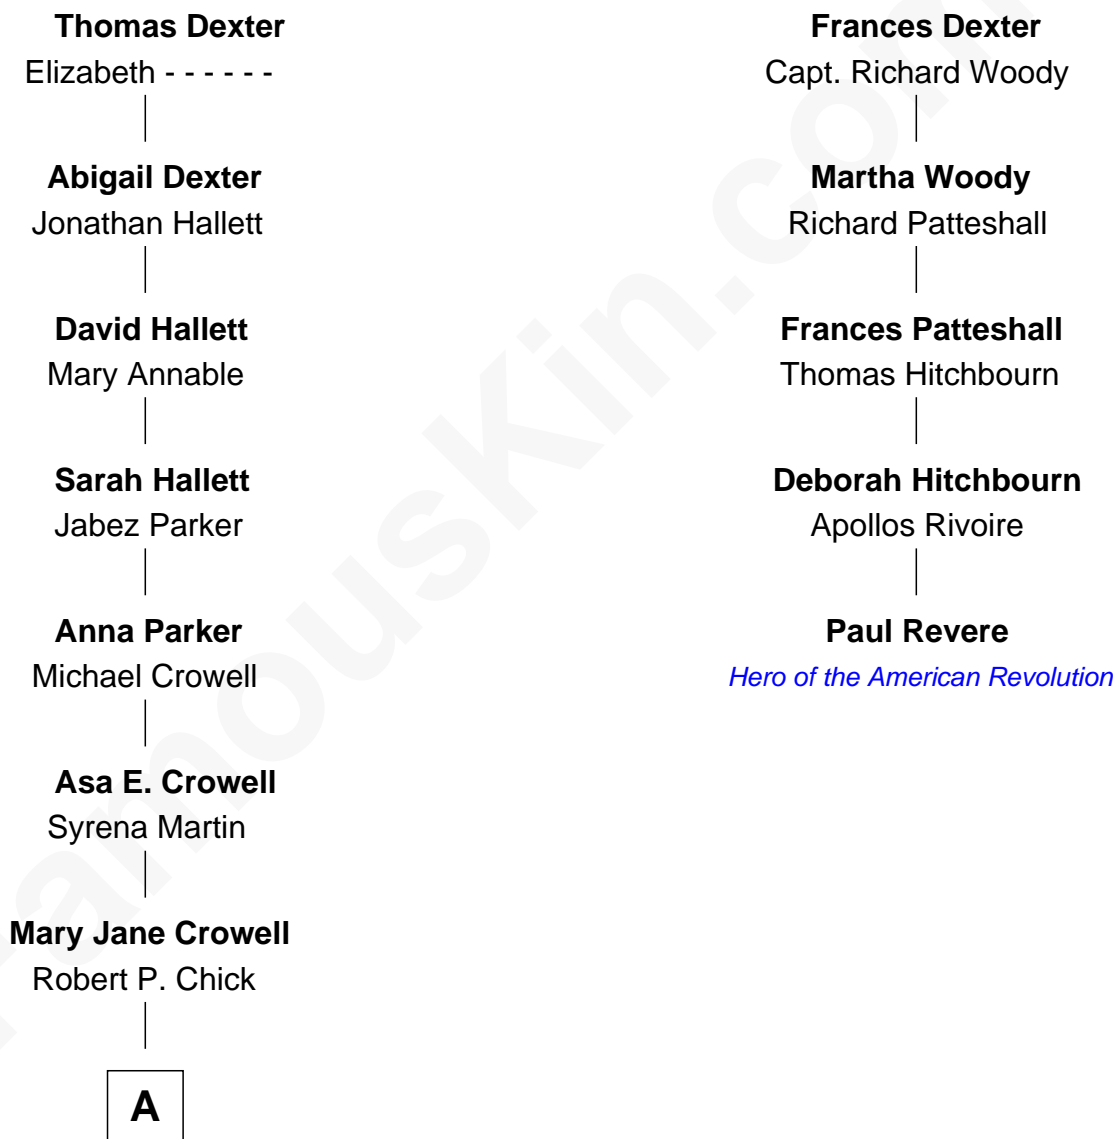 Thomas Dexter
Elizabeth - - - - - -
Abigail Dexter
Jonathan Hallett
David Hallett
Mary Annable
Sarah Hallett
Jabez Parker
Anna Parker
Michael Crowell
Asa E. Crowell
Syrena Martin
Mary Jane Crowell
Robert P. Chick
A
Frances Dexter
Capt. Richard Woody
Martha Woody
Richard Patteshall
Frances Patteshall
Thomas Hitchbourn
Deborah Hitchbourn
Apollos Rivoire
Paul Revere
Hero of the American Revolution
FamousKin.com